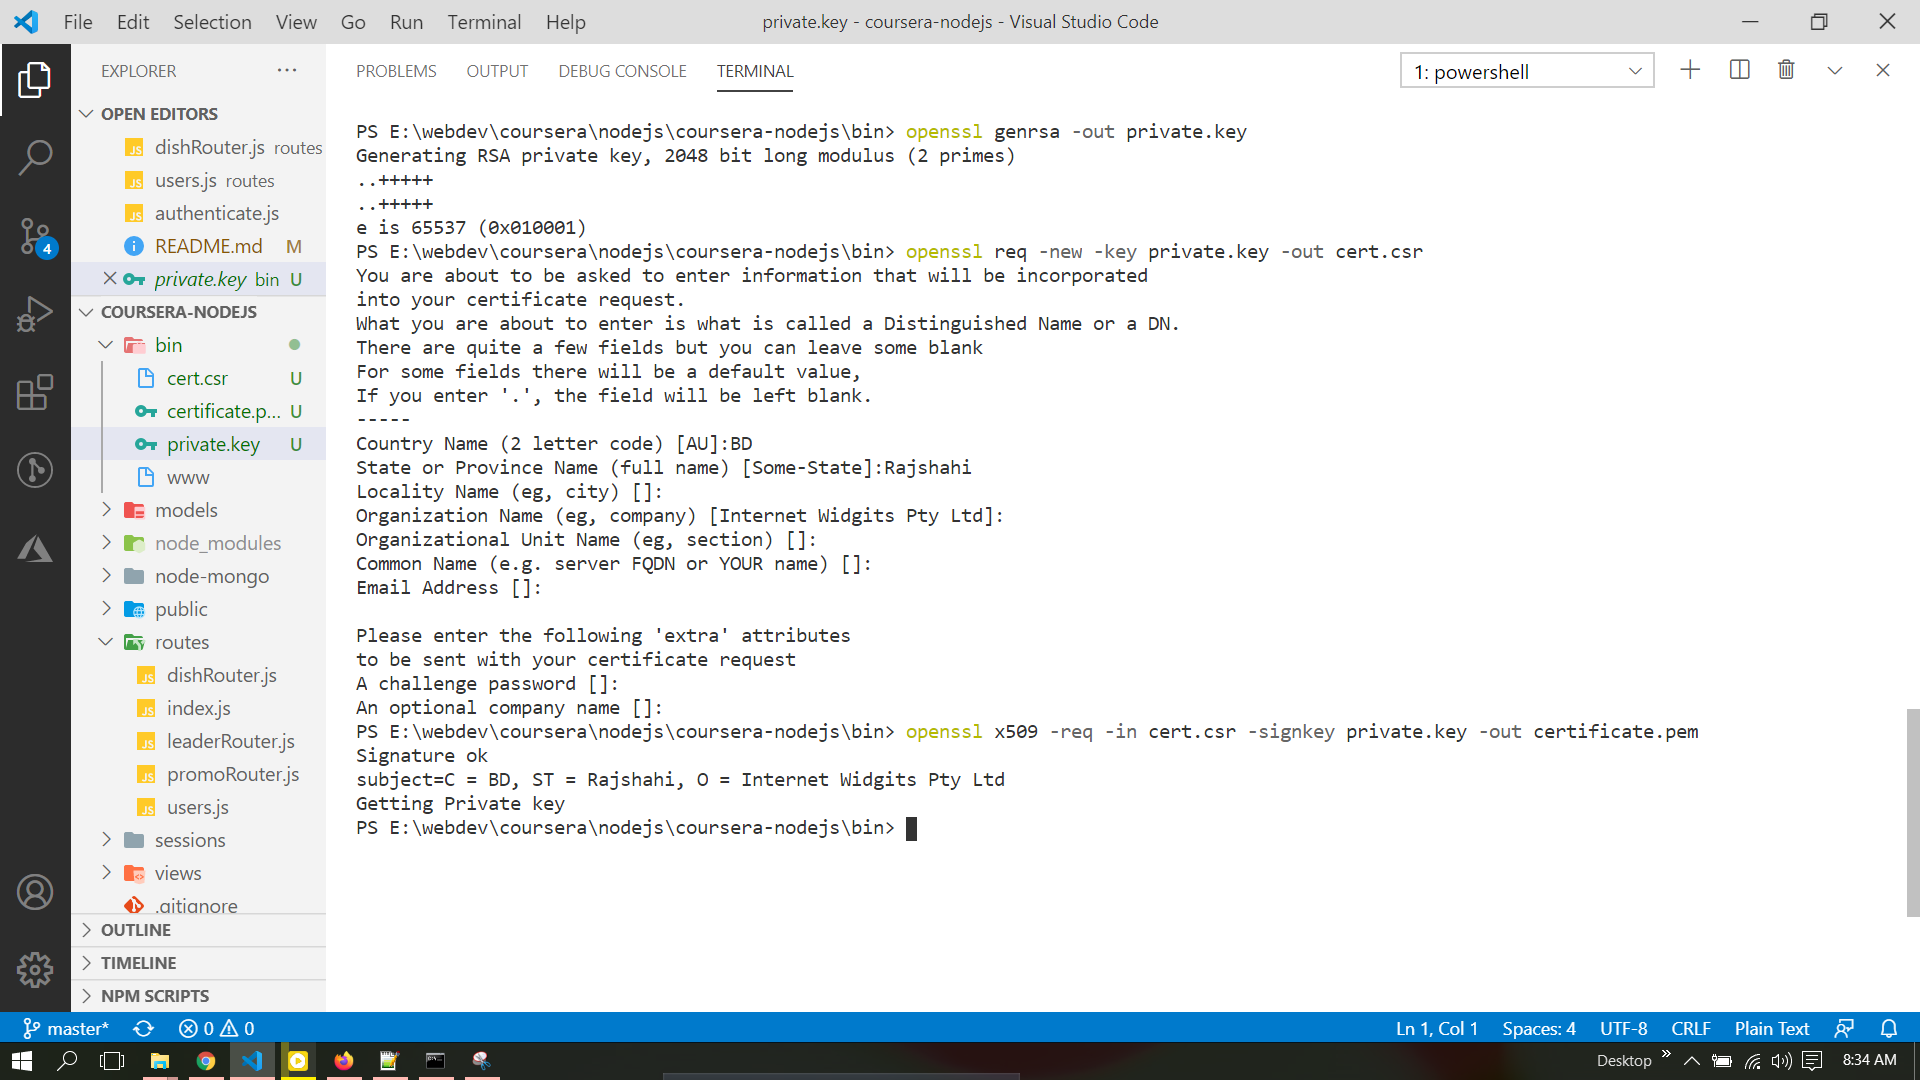 File Edit Selection View Go Run Terminal Help
private.key - coursera-nodejs - Visual Studio Code
EXPLORER
OPEN EDITORS
dishRouter.js routes
users.js routes
authenticate.js
README.md M
private.key bin U
COURSERA-NODEJS
bin
cert.csr U
certificate.p... U
private.key U
www
models
node_modules
node-mongo
public
routes
dishRouter.js
index.js
leaderRouter.js
promoRouter.js
users.js
sessions
views
.gitignore
OUTLINE
TIMELINE
NPM SCRIPTS
4
PROBLEMS OUTPUT DEBUG CONSOLE TERMINAL
1: powershell
PS E:\webdev\coursera\nodejs\coursera-nodejs\bin> openssl genrsa -out private.key
Generating RSA private key, 2048 bit long modulus (2 primes)
..+++++
..+++++
e is 65537 (0x010001)
PS E:\webdev\coursera\nodejs\coursera-nodejs\bin> openssl req -new -key private.key -out cert.csr
You are about to be asked to enter information that will be incorporated
into your certificate request.
What you are about to enter is what is called a Distinguished Name or a DN.
There are quite a few fields but you can leave some blank
For some fields there will be a default value,
If you enter '.', the field will be left blank.
-----
Country Name (2 letter code) [AU]:BD
State or Province Name (full name) [Some-State]:Rajshahi
Locality Name (eg, city) []:
Organization Name (eg, company) [Internet Widgits Pty Ltd]:
Organizational Unit Name (eg, section) []:
Common Name (e.g. server FQDN or YOUR name) []:
Email Address []:
Please enter the following 'extra' attributes
to be sent with your certificate request
A challenge password []:
An optional company name []:
PS E:\webdev\coursera\nodejs\coursera-nodejs\bin> openssl x509 -req -in cert.csr -signkey private.key -out certificate.pem
Signature ok
subject=C = BD, ST = Rajshahi, O = Internet Widgits Pty Ltd
Getting Private key
PS E:\webdev\coursera\nodejs\coursera-nodejs\bin>
master* 0 0 Ln 1, Col 1 Spaces: 4 UTF-8 CRLF Plain Text
Desktop 8:34 AM